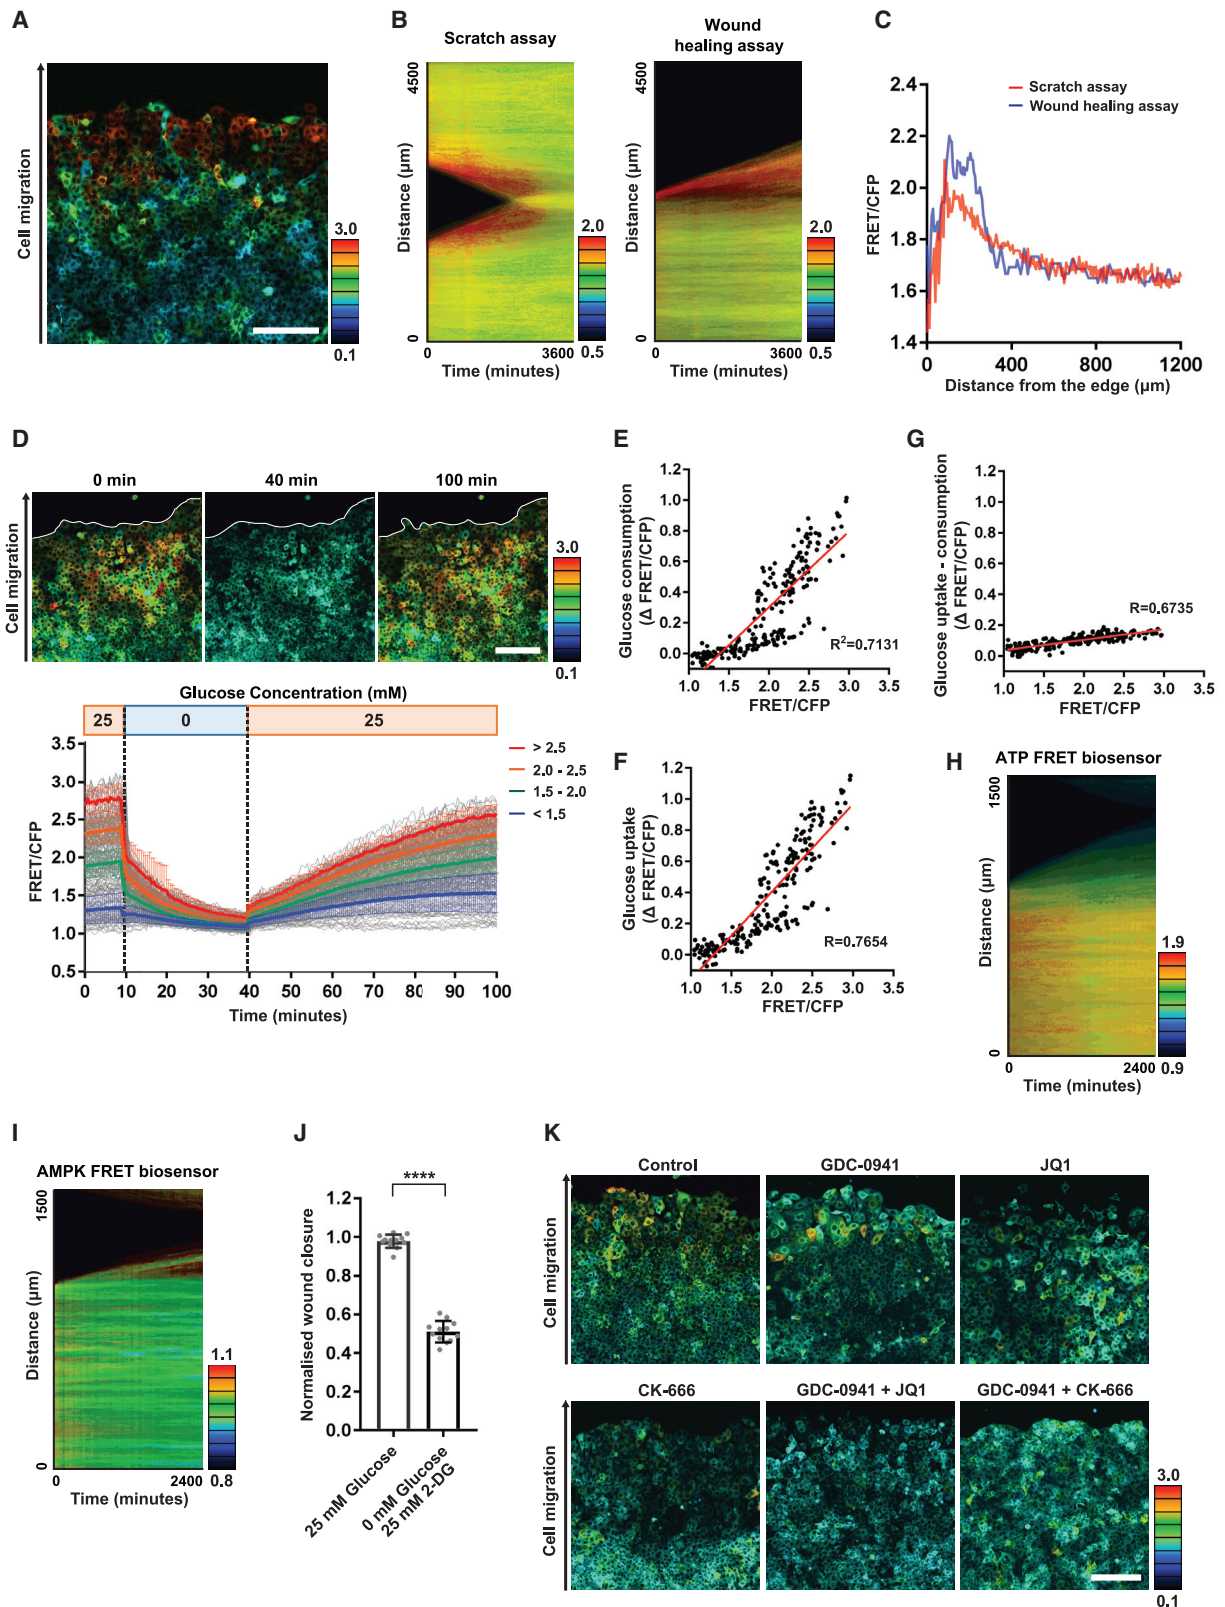 A
Cell migration
3.0
0.1
B
Scratch assay
Distance (µm)
4500
0
0
3600
Time (minutes)
2.0
0.5
Wound
healing assay
Distance (µm)
4500
0
0
3600
Time (minutes)
2.0
0.5
C
Scratch assay
Wound healing assay
FRET/CFP
2.4
2.2
2.0
1.8
1.6
1.4
0
400
800
1200
Distance from the edge (µm)
D
0 min
40 min
100 min
Cell migration
3.0
0.1
Glucose Concentration (mM)
25
0
25
FRET/CFP
3.5
3.0
2.5
2.0
1.5
1.0
0.5
0 10 20 30 40 50 60 70 80 90 100
Time (minutes)
> 2.5
2.0 - 2.5
1.5 - 2.0
< 1.5
E
Glucose consumption
(Δ FRET/CFP)
1.2
1.0
0.8
0.6
0.4
0.2
0.0
R²=0.7131
1.0 1.5 2.0 2.5 3.0 3.5
FRET/CFP
F
Glucose uptake
(Δ FRET/CFP)
1.2
1.0
0.8
0.6
0.4
0.2
0.0
R=0.7654
1.0 1.5 2.0 2.5 3.0 3.5
FRET/CFP
G
Glucose uptake - consumption
(Δ FRET/CFP)
1.2
1.0
0.8
0.6
0.4
0.2
0.0
R=0.6735
1.0 1.5 2.0 2.5 3.0 3.5
FRET/CFP
H
ATP FRET biosensor
Distance (µm)
1500
0
0
2400
Time (minutes)
1.9
0.9
I
AMPK FRET biosensor
Distance (µm)
1500
0
0
2400
Time (minutes)
1.1
0.8
J
****
Normalised wound closure
1.2
1.0
0.8
0.6
0.4
0.2
0.0
25 mM Glucose
0 mM Glucose
25 mM 2-DG
K
Control
GDC-0941
JQ1
Cell migration
CK-666
GDC-0941 + JQ1
GDC-0941 + CK-666
Cell migration
3.0
0.1